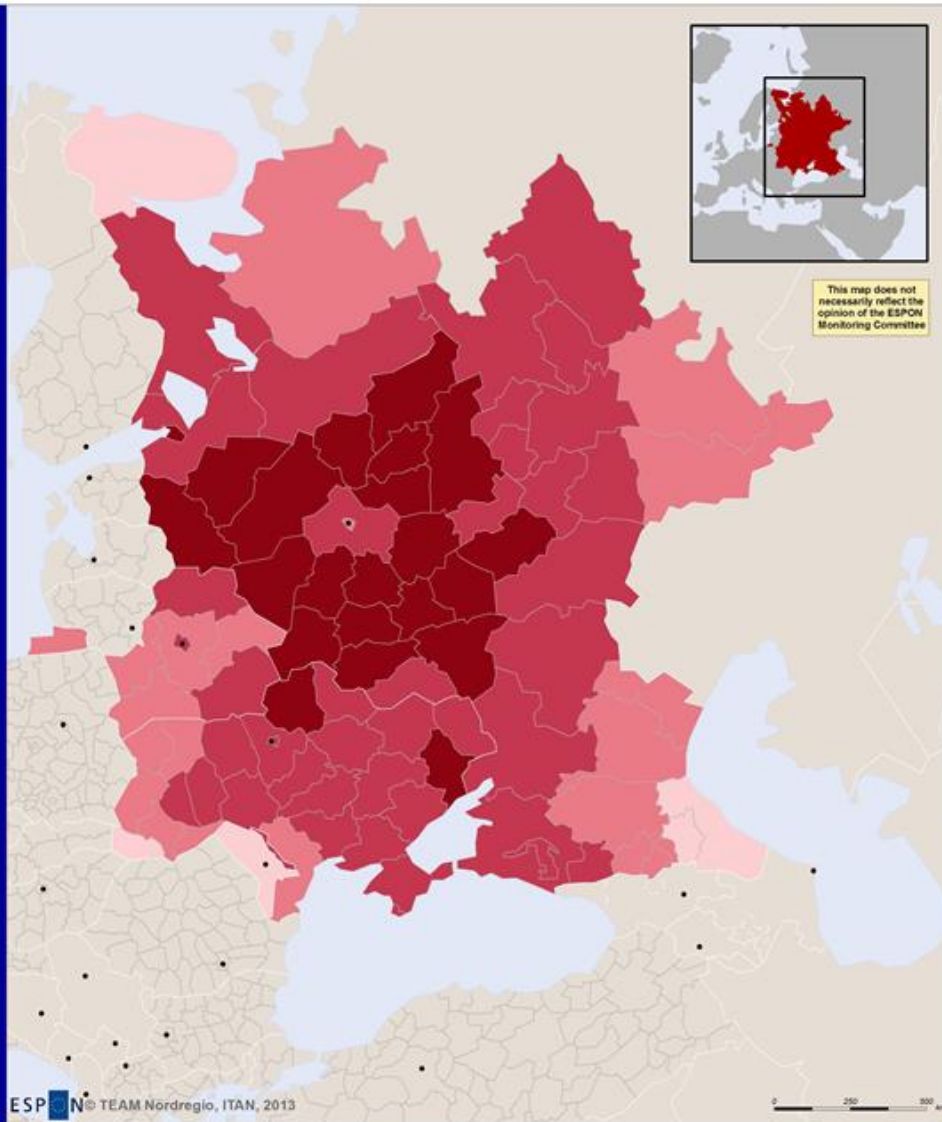 This map does not
necessarily reflect the
opinion of the ESPON
Monitoring Committee
ESPON © TEAM Nordregio, ITAN, 2013
0 250 500